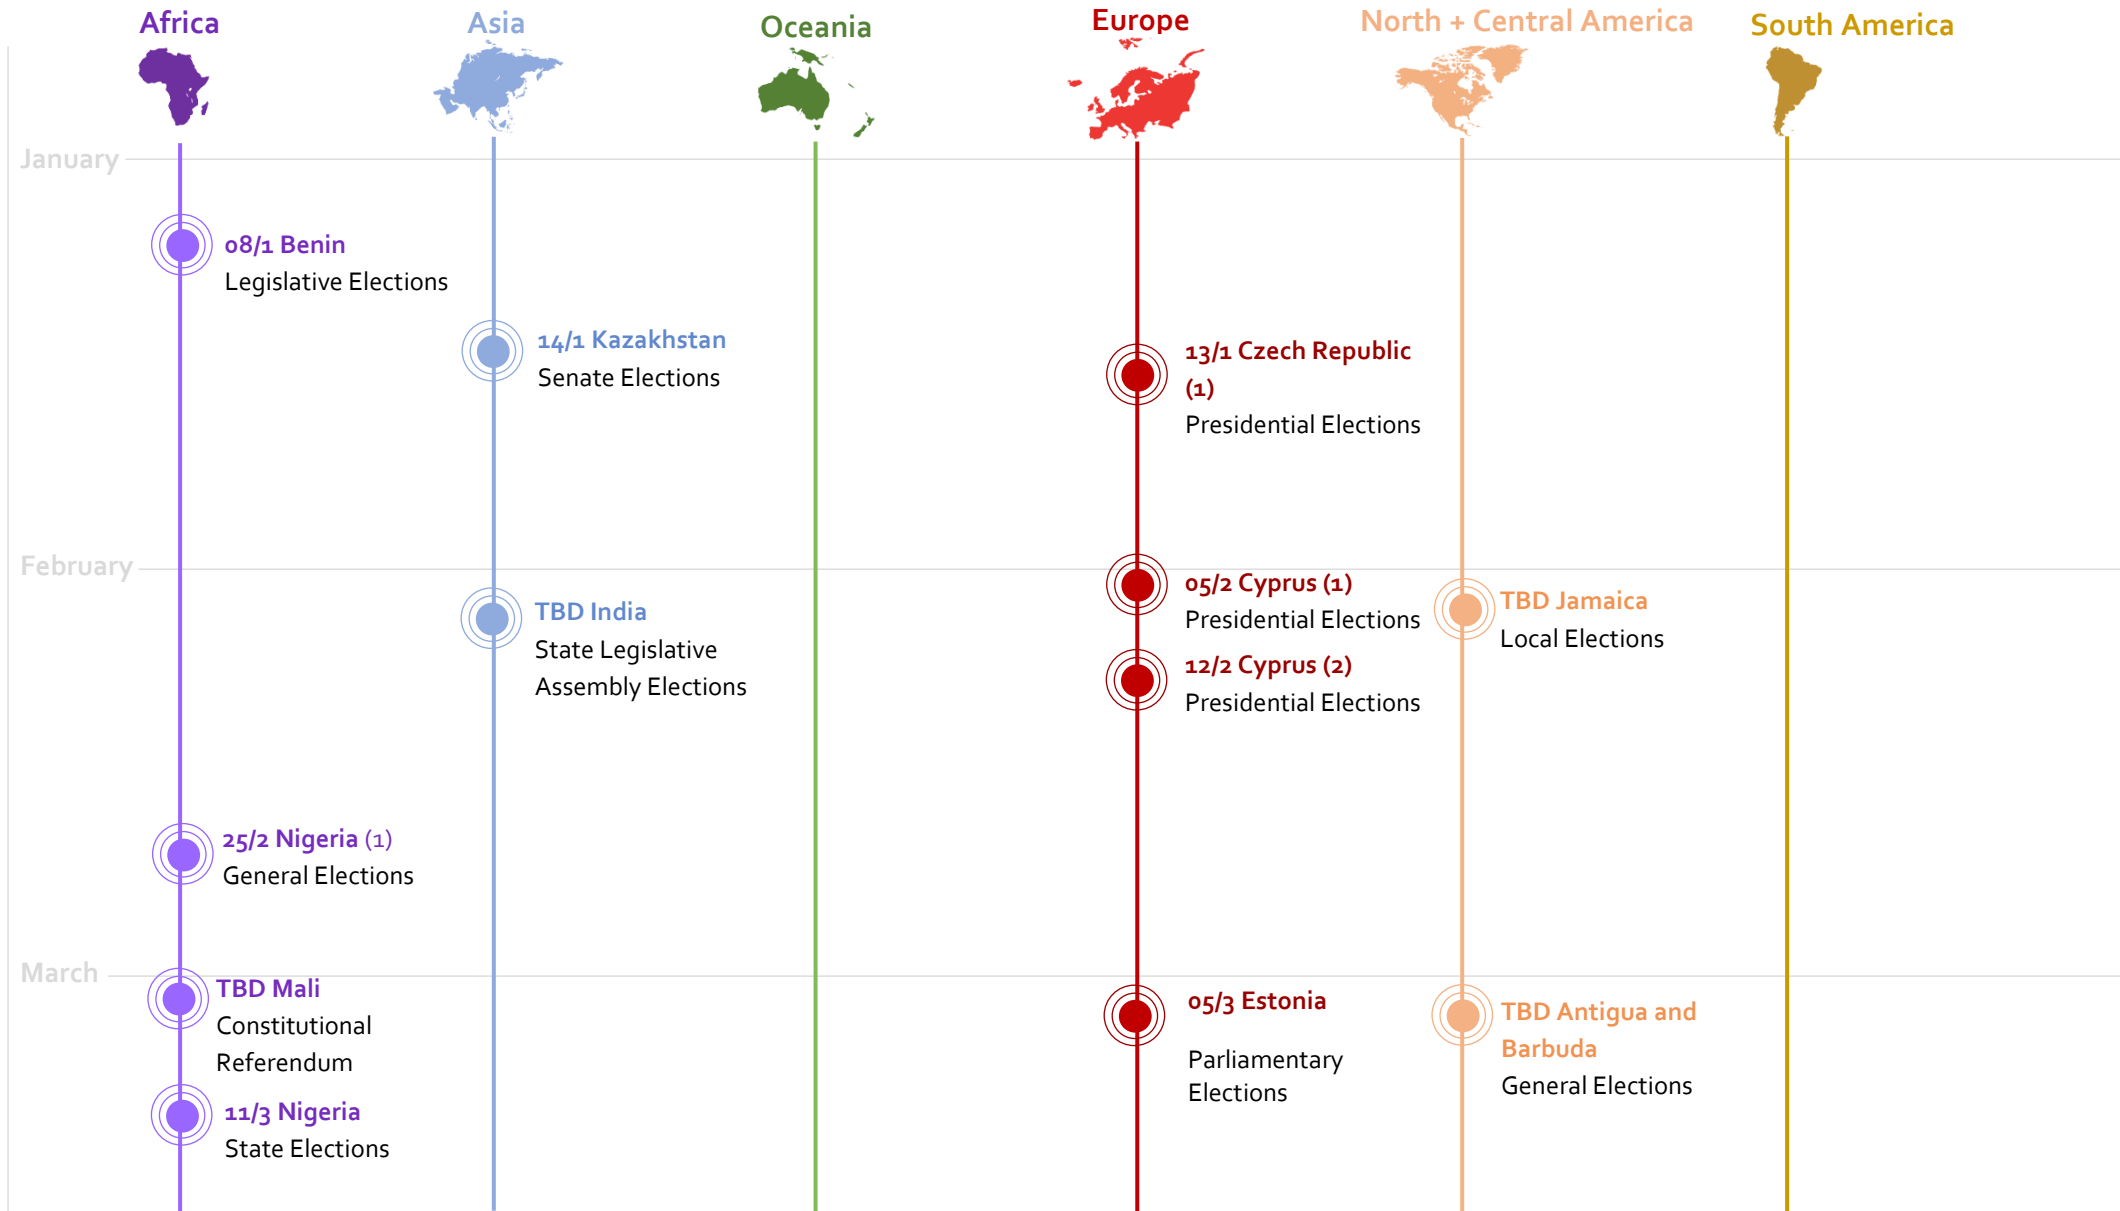 Africa
Asia
Oceania
Europe
North + Central America
South America
January
08/1 Benin
Legislative Elections
14/1 Kazakhstan
Senate Elections
13/1 Czech Republic
(1)
Presidential Elections
February
TBD India
State Legislative
Assembly Elections
05/2 Cyprus (1)
Presidential Elections
12/2 Cyprus (2)
Presidential Elections
TBD Jamaica
Local Elections
25/2 Nigeria (1)
General Elections
March
TBD Mali
Constitutional
Referendum
11/3 Nigeria
State Elections
05/3 Estonia
Parliamentary
Elections
TBD Antigua and
Barbuda
General Elections